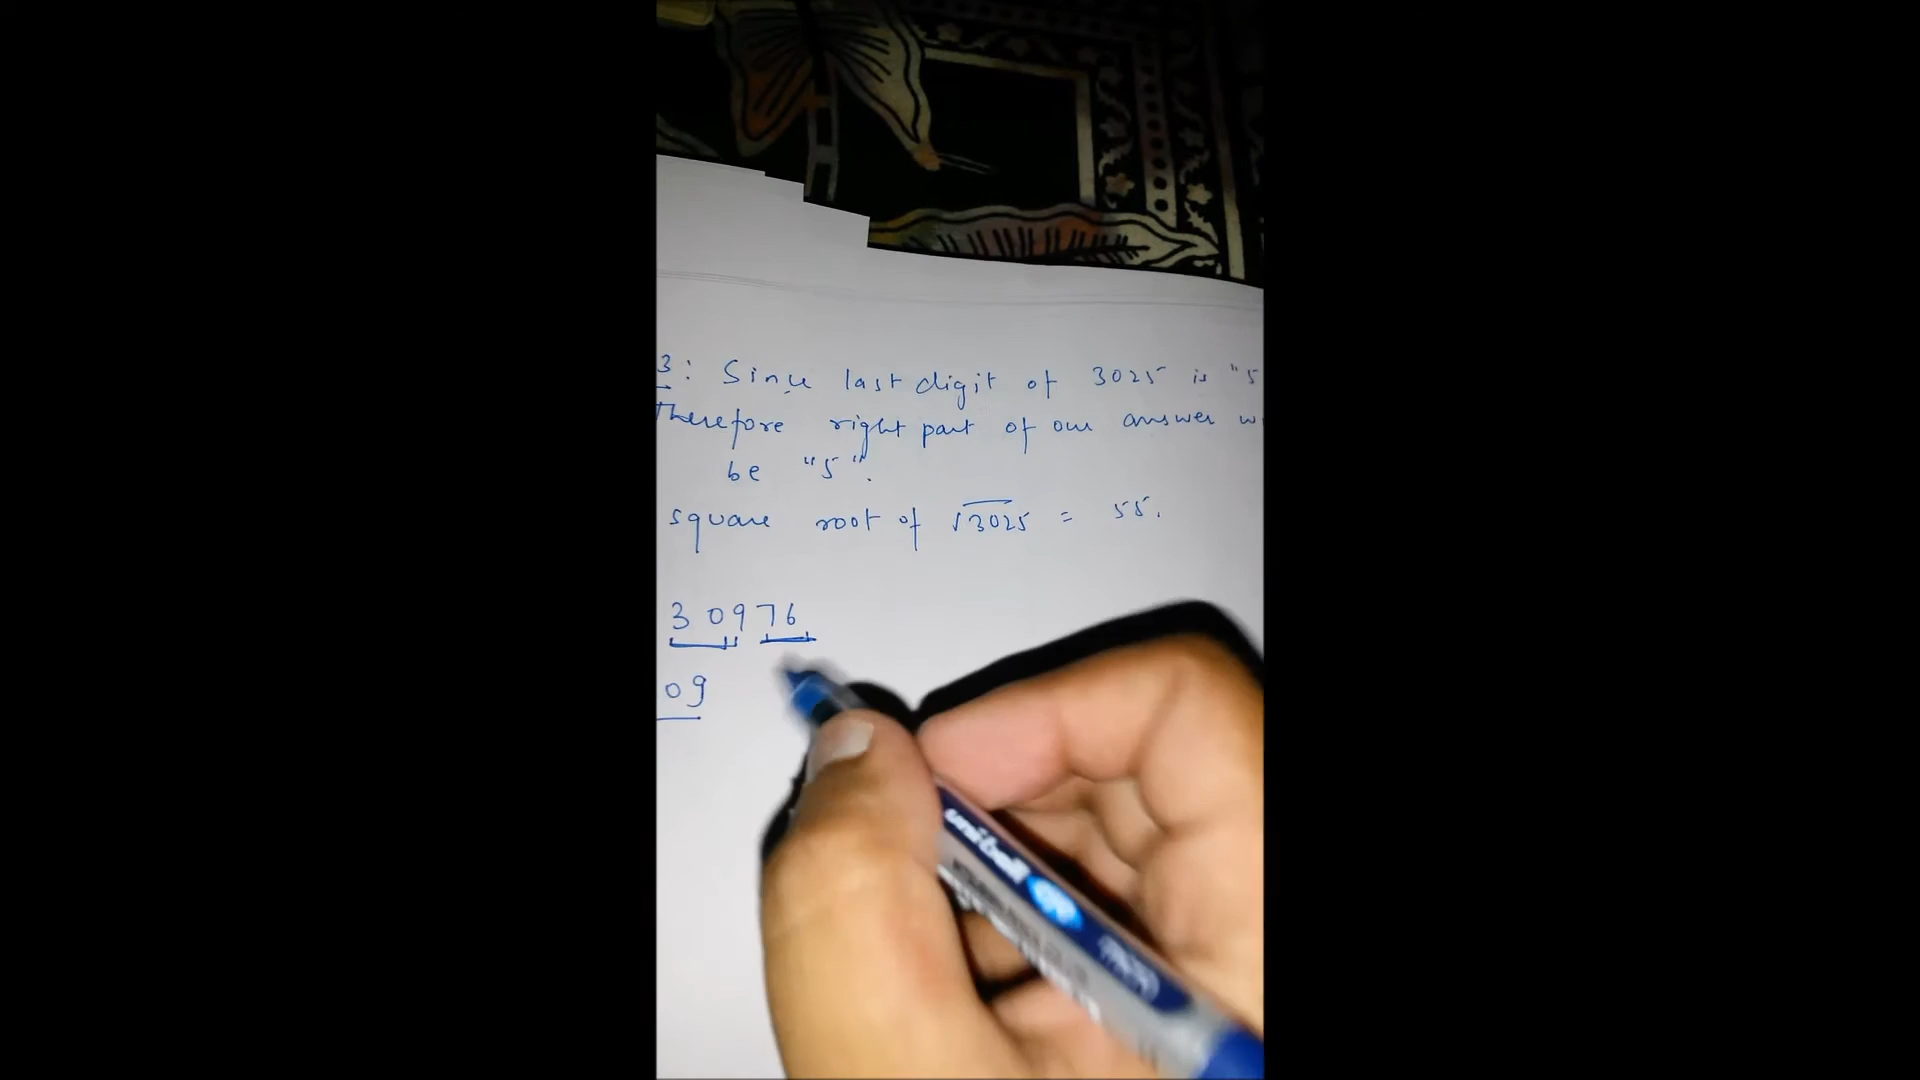 3: Since last digit of 3025 is "5
Therefore right part of our answer w
be "5".
square root of √3025 = 55.
30976
09
uniball